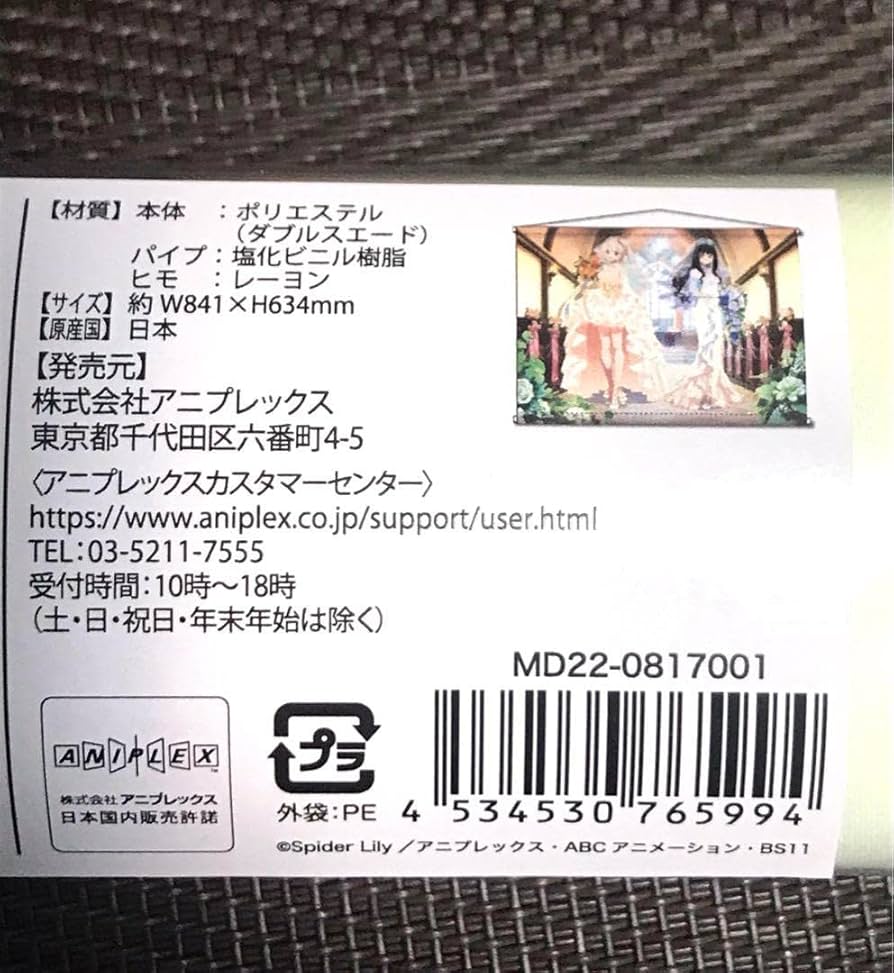 【材質】本体 ：ポリエステル
（ダブルスエード）
パイプ：塩化ビニル樹脂
ヒモ ：レーヨン
【サイズ】約 W841×H634mm
【原産国】日本
【発売元】
株式会社アニプレックス
東京都千代田区六番町4-5
〈アニプレックスカスタマーセンター〉
https://www.aniplex.co.jp/support/user.html
TEL：03-5211-7555
受付時間：10時〜18時
（土・日・祝日・年末年始は除く）
MD22-0817001
ANIPLEX™
株式会社アニプレックス
日本国内販売許諾
プラ
外袋：PE
4 534530 765994
©Spider Lily／アニプレックス・ABCアニメーション・BS11